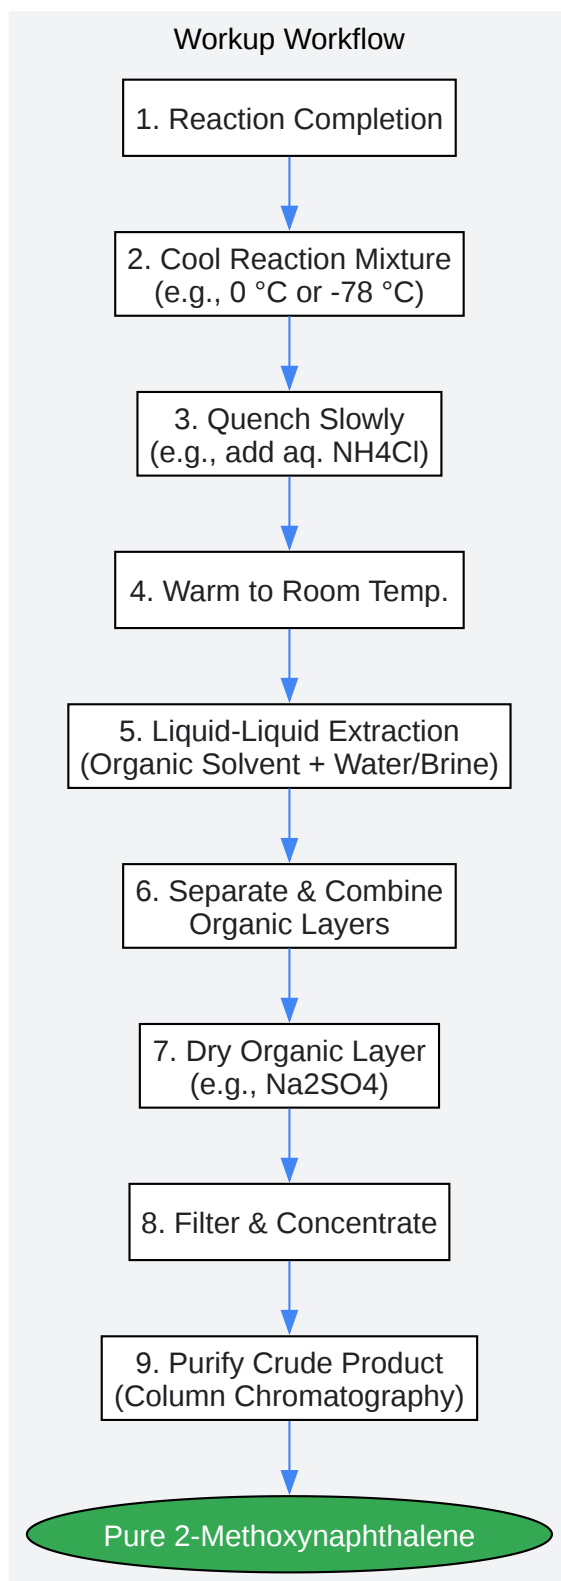 Workup Workflow
1. Reaction Completion
2. Cool Reaction Mixture
(e.g., 0 °C or -78 °C)
3. Quench Slowly
(e.g., add aq. NH4Cl)
4. Warm to Room Temp.
5. Liquid-Liquid Extraction
(Organic Solvent + Water/Brine)
6. Separate & Combine
Organic Layers
7. Dry Organic Layer
(e.g., Na2SO4)
8. Filter & Concentrate
9. Purify Crude Product
(Column Chromatography)
Pure 2-Methoxynaphthalene